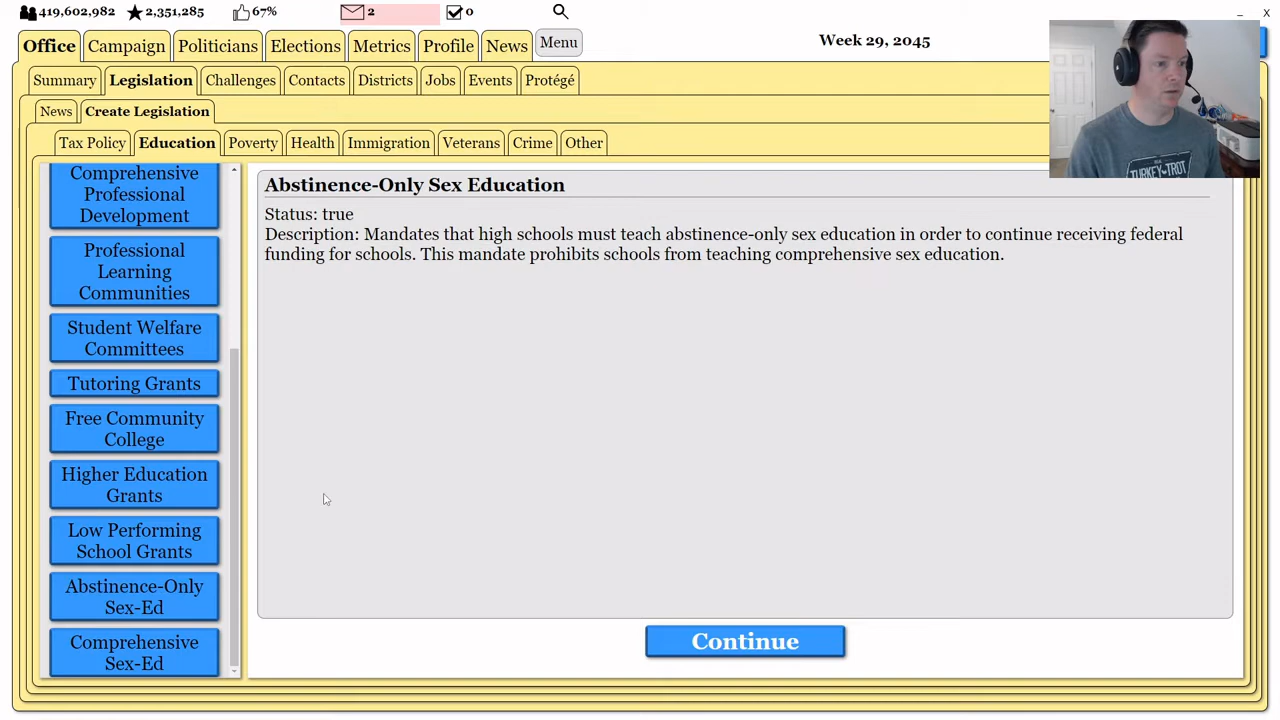 419,602,982 2,351,285 67% 2 0
_ X
Office Campaign Politicians Elections Metrics Profile News Menu
Week 29, 2045
Summary Legislation Challenges Contacts Districts Jobs Events Protégé
News Create Legislation
Tax Policy Education Poverty Health Immigration Veterans Crime Other
Comprehensive
Professional
Development
Professional
Learning
Communities
Student Welfare
Committees
Tutoring Grants
Free Community
College
Higher Education
Grants
Low Performing
School Grants
Abstinence-Only
Sex-Ed
Comprehensive
Sex-Ed
Abstinence-Only Sex Education
Status: true
Description: Mandates that high schools must teach abstinence-only sex education in order to continue receiving federal
funding for schools. This mandate prohibits schools from teaching comprehensive sex education.
Continue
TURKEY TROT